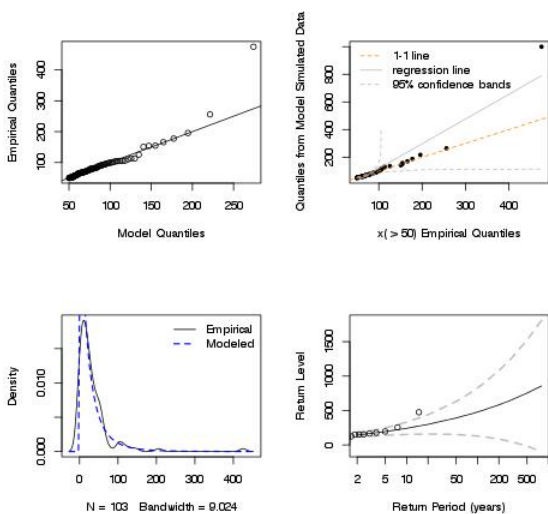 Empirical Quantiles
400
300
200
100
50
100
150
200
250
Model Quantiles
Quantiles from Model Simulated Data
1000
600
200
1-1 line
regression line
95% confidence bands
100
200
300
400
x( > 50) Empirical Quantiles
Density
0.010
0.000
Empirical
Modeled
0
100
200
300
400
N = 103 Bandwidth = 9.024
Return Level
1500
1000
500
0
2
5
10
50
100
200
500
Return Period (years)